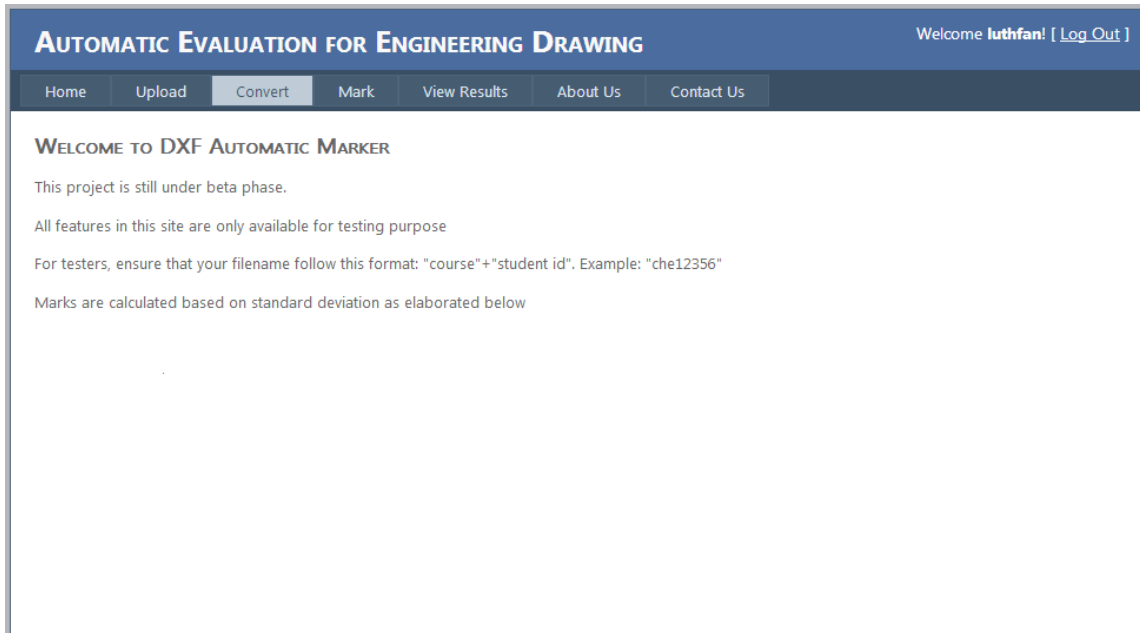 AUTOMATIC EVALUATION FOR ENGINEERING DRAWING
Welcome luthfan! [ Log Out ]
Home Upload Convert Mark View Results About Us Contact Us
WELCOME TO DXF AUTOMATIC MARKER
This project is still under beta phase.
All features in this site are only available for testing purpose
For testers, ensure that your filename follow this format: "course"+"student id". Example: "che12356"
Marks are calculated based on standard deviation as elaborated below